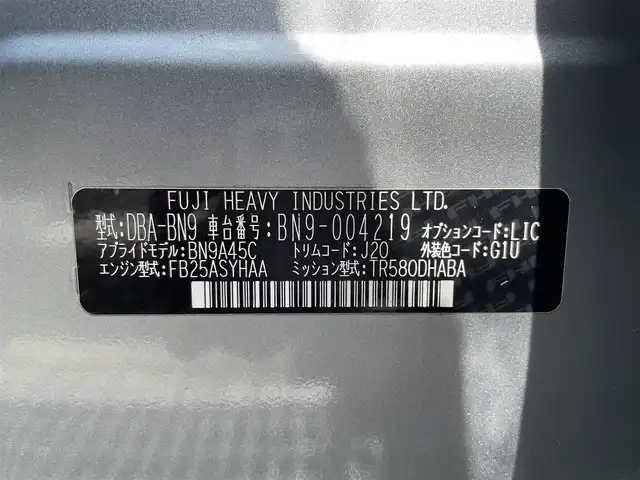 FUJI HEAVY INDUSTRIES LTD.
型式:DBA-BN9 車台番号:BN9-004219 オプションコード:LIC
アプライドモデル:BN9A45C トリムコード:J20 外装色コード:G1U
エンジン型式:FB25ASYHAA ミッション型式:TR580DHABA